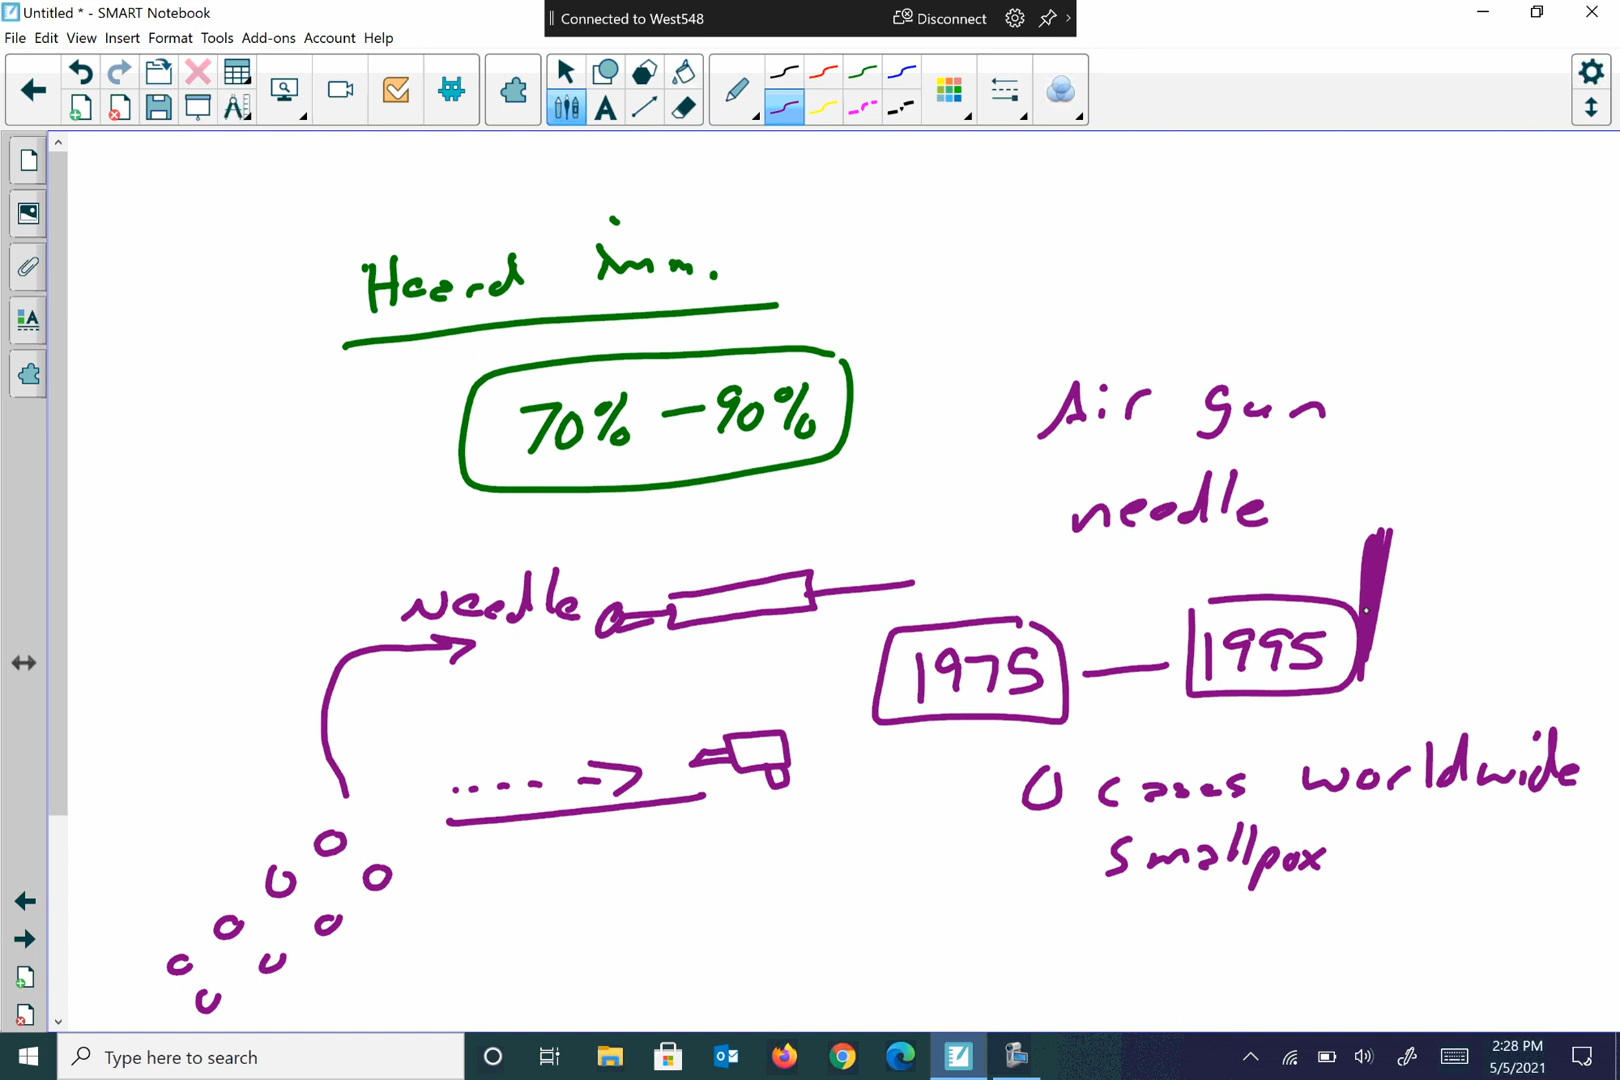 Untitled * - SMART Notebook
Connected to West548
Disconnect
File Edit View Insert Format Tools Add-ons Account Help
Heard imm.
70% - 90%
Air gun
needle
Needle
1975 - 1995
.... =>
0 cases worldwide
smallpox
Type here to search
2:28 PM
5/5/2021